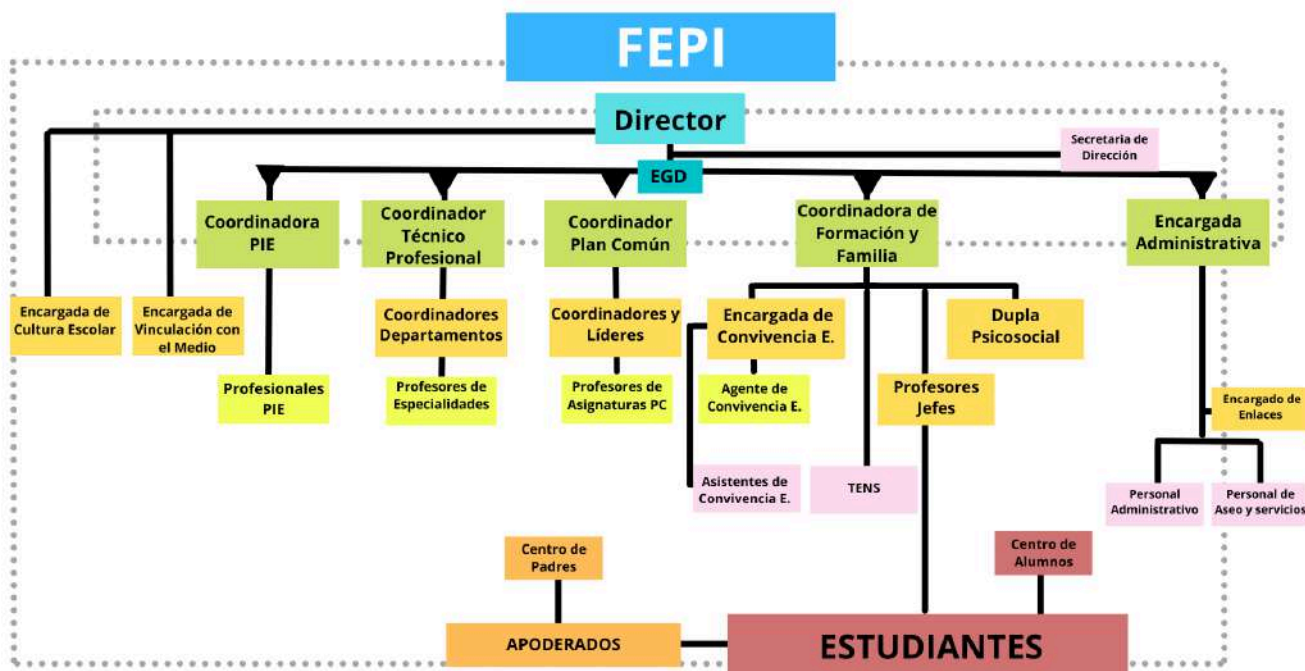 FEPI
Director
Secretaria de
Dirección
EGD
Coordinadora
PIE
Coordinador
Técnico
Profesional
Coordinador
Plan Común
Coordinadora de
Formación y
Familia
Encargada
Administrativa
Encargada de
Cultura Escolar
Encargada de
Vinculación con
el Medio
Coordinadores
Departamentos
Coordinadores y
Líderes
Encargada de
Convivencia E.
Dupla
Psicosocial
Profesionales
PIE
Profesores de
Especialidades
Profesores de
Asignaturas PC
Agente de
Convivencia E.
Profesores
Jefes
Encargado de
Enlaces
Asistentes de
Convivencia E.
TENS
Personal
Administrativo
Personal de
Aseo y servicios
Centro de
Padres
Centro de
Alumnos
APODERADOS
ESTUDIANTES